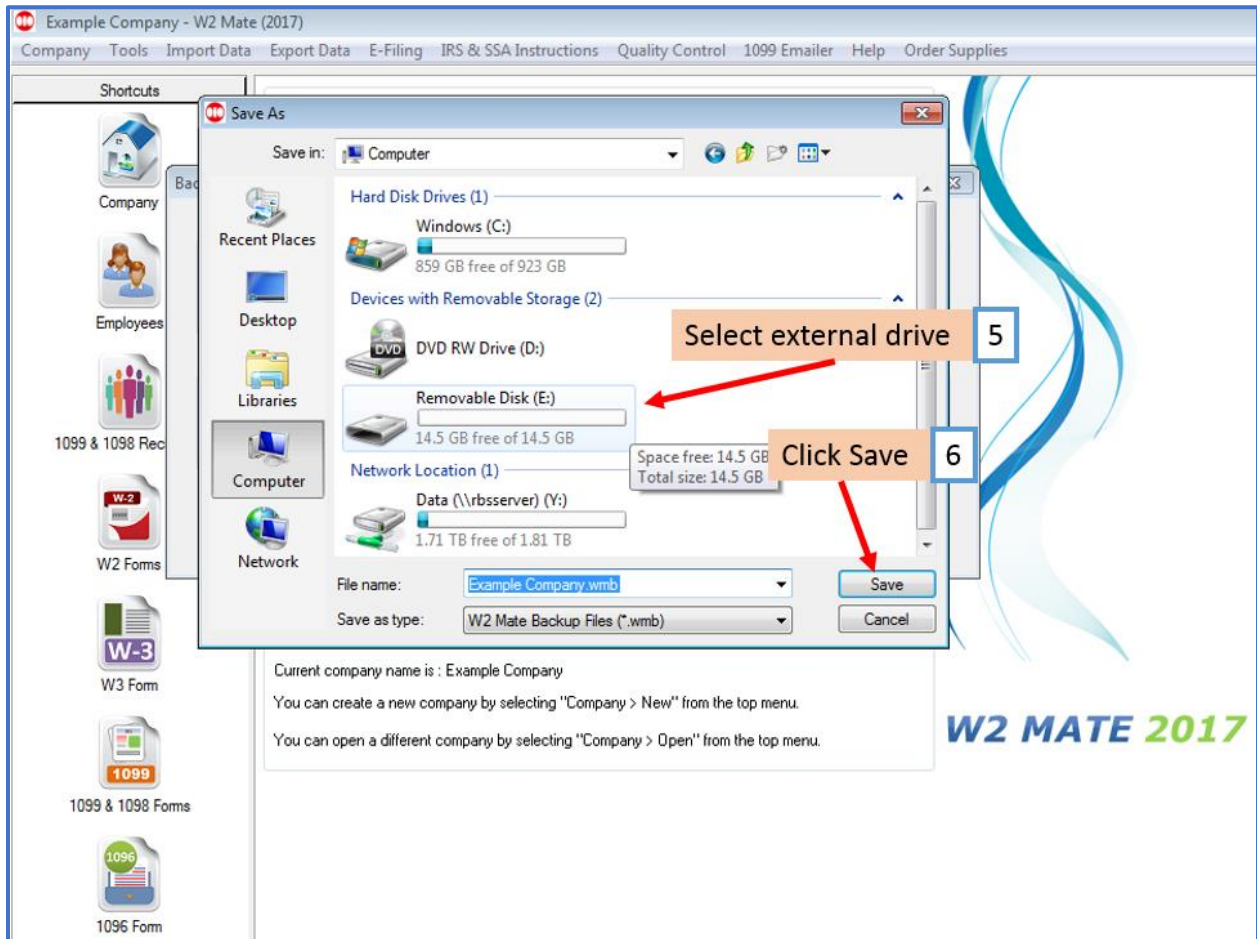 Example Company - W2 Mate (2017)
Company Tools Import Data Export Data E-Filing IRS & SSA Instructions Quality Control 1099 Emailer Help Order Supplies
Shortcuts
Company
Employees
1099 & 1098 Rec
W-2
W2 Forms
W-3
W3 Form
1099
1099 & 1098 Forms
1096
1096 Form
Bac
Save As
Save in: Computer
Recent Places
Desktop
Libraries
Computer
Network
Hard Disk Drives (1)
Windows (C:)
859 GB free of 923 GB
Devices with Removable Storage (2)
DVD
DVD RW Drive (D:)
Removable Disk (E:)
14.5 GB free of 14.5 GB
Space free: 14.5 GB
Total size: 14.5 GB
Network Location (1)
Data (\\rbsserver) (Y:)
1.71 TB free of 1.81 TB
Select external drive 5
Click Save 6
File name: Example Company.wmb Save
Save as type: W2 Mate Backup Files (*.wmb) Cancel
Current company name is : Example Company
You can create a new company by selecting "Company > New" from the top menu.
You can open a different company by selecting "Company > Open" from the top menu.
W2 MATE 2017